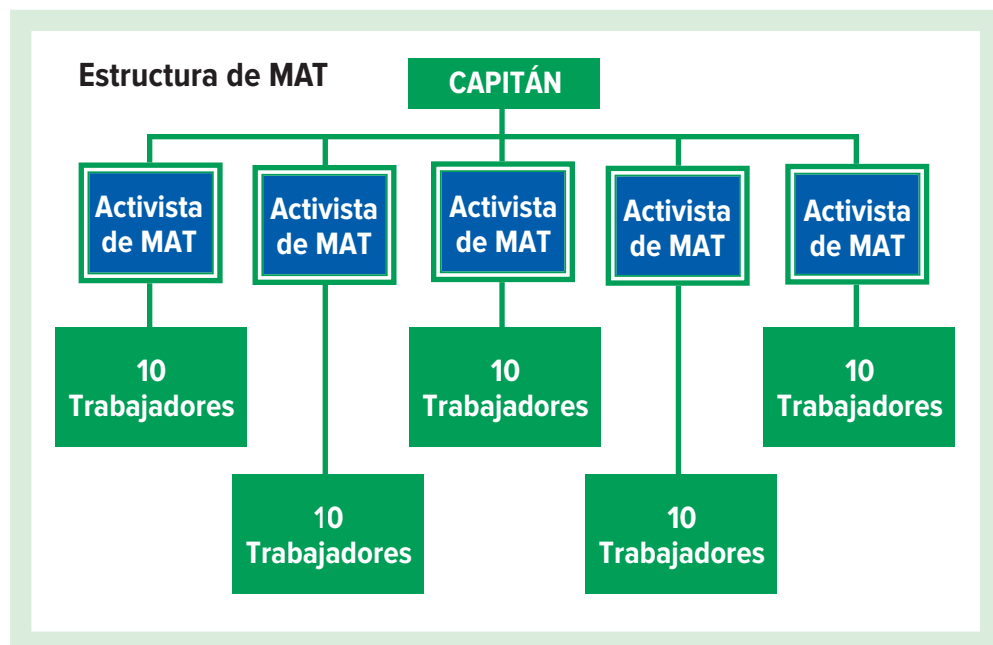 Estructura de MAT
CAPITÁN
Activista
de MAT
Activista
de MAT
Activista
de MAT
Activista
de MAT
Activista
de MAT
10
Trabajadores
10
Trabajadores
10
Trabajadores
10
Trabajadores
10
Trabajadores